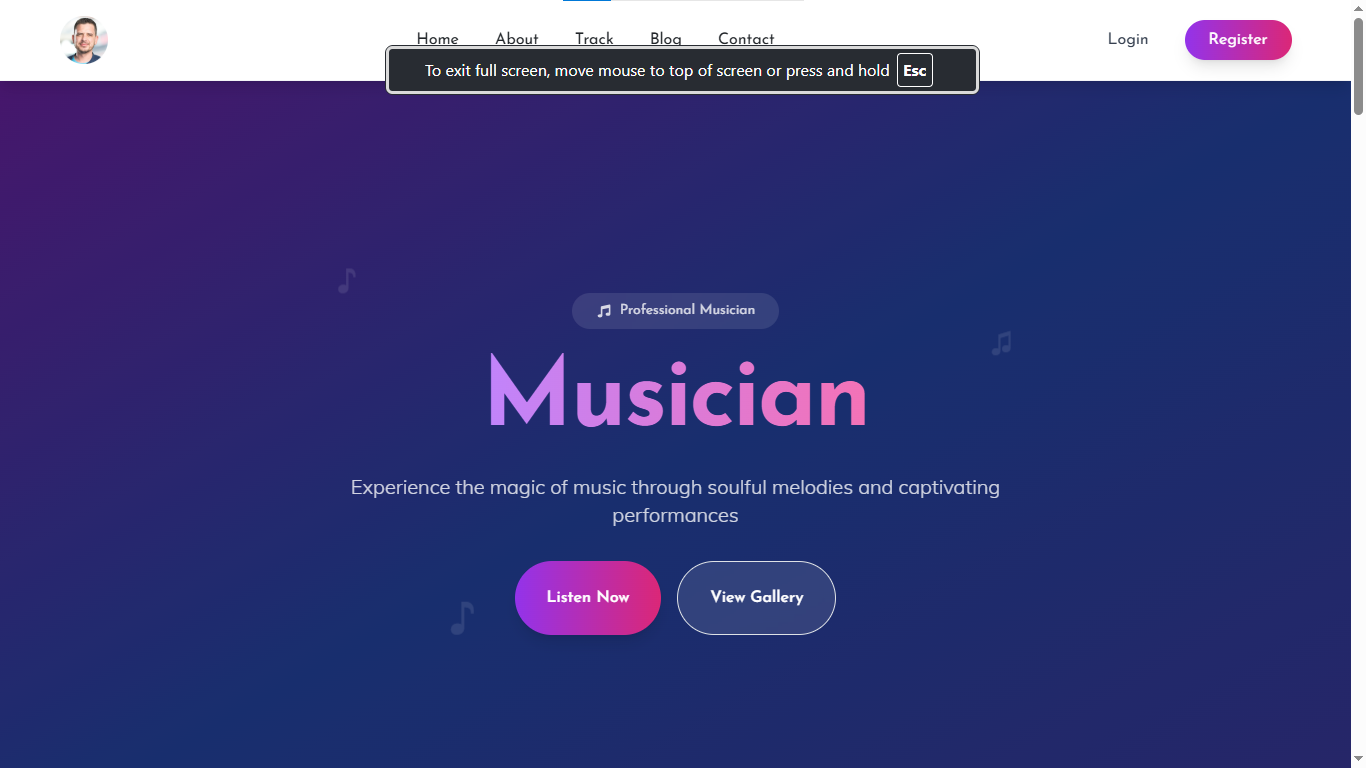 Home About Track Blog Contact Login Register
To exit full screen, move mouse to top of screen or press and hold Esc
Professional Musician
Musician
Experience the magic of music through soulful melodies and captivating
performances
Listen Now View Gallery